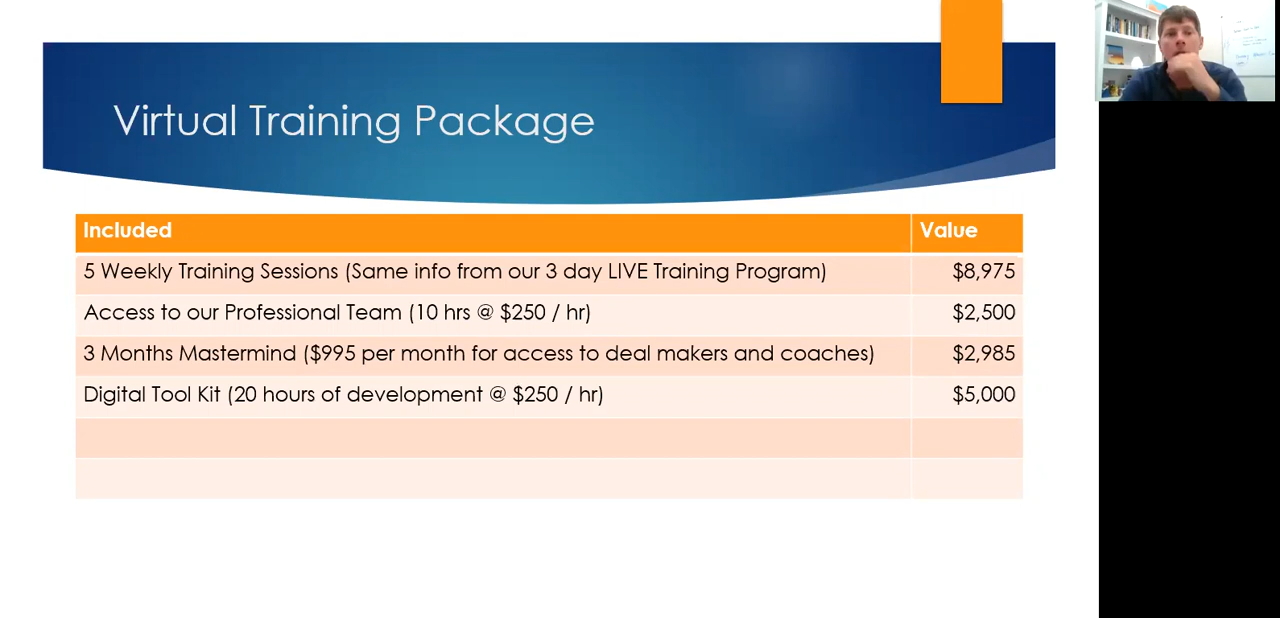 Virtual Training Package
Included Value
5 Weekly Training Sessions (Same info from our 3 day LIVE Training Program) $8,975
Access to our Professional Team (10 hrs @ $250 / hr) $2,500
3 Months Mastermind ($995 per month for access to deal makers and coaches) $2,985
Digital Tool Kit (20 hours of development @ $250 / hr) $5,000